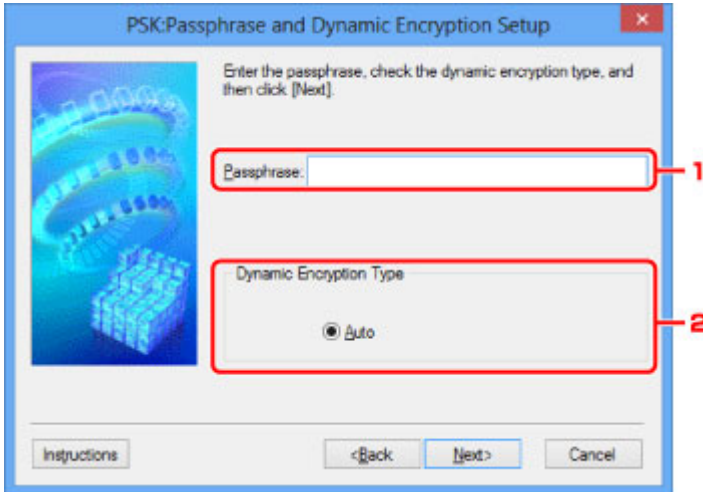 PSK:Passphrase and Dynamic Encryption Setup
Enter the passphrase, check the dynamic encryption type, and
then click [Next].
Passphrase:
1
Dynamic Encryption Type
Auto
2
Instructions
<Back
Next>
Cancel